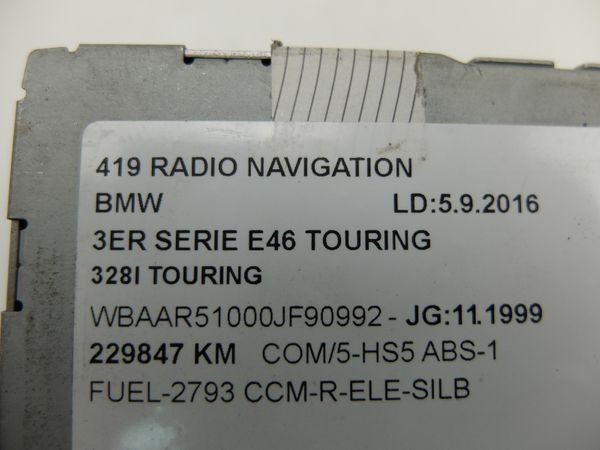 419 RADIO NAVIGATION
BMW LD:5.9.2016
3ER SERIE E46 TOURING
328I TOURING
WBAAR51000JF90992 - JG:11.1999
229847 KM COM/5-HS5 ABS-1
FUEL-2793 CCM-R-ELE-SILB